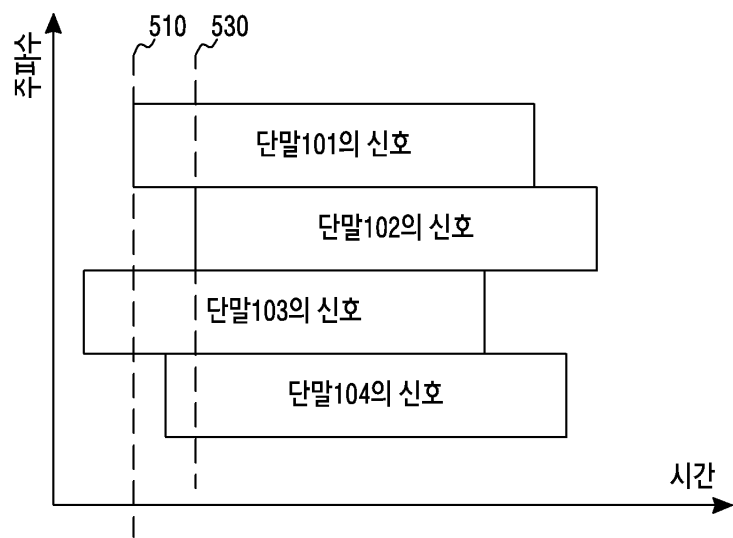 510
530
주파수
단말101의 신호
단말102의 신호
단말103의 신호
단말104의 신호
시간